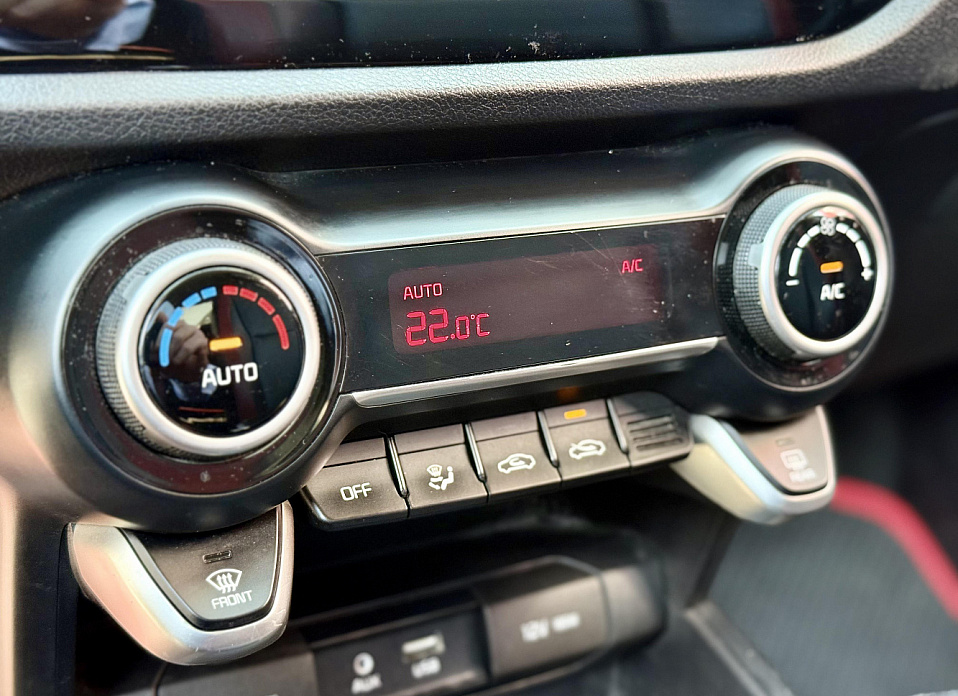 AUTO
A/C
22.0°C
AUTO
A/C
OFF
FRONT
REAR
12V
AUX
USB